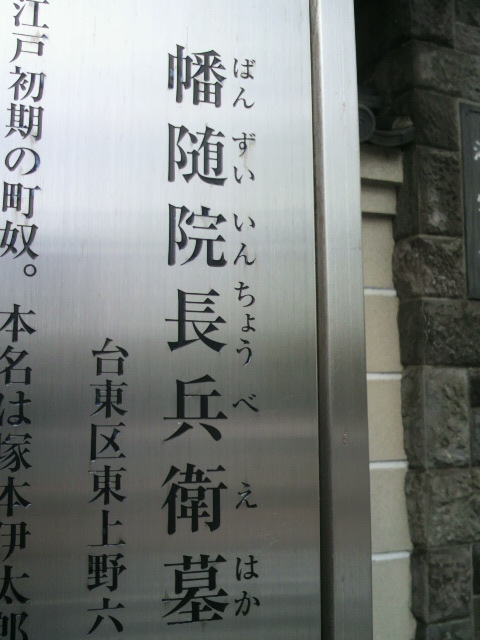 幡随院長兵衛墓
ばんずいいんちょうべえはか
台東区東上野六
江戸初期の町奴。本名は塚本伊太郎